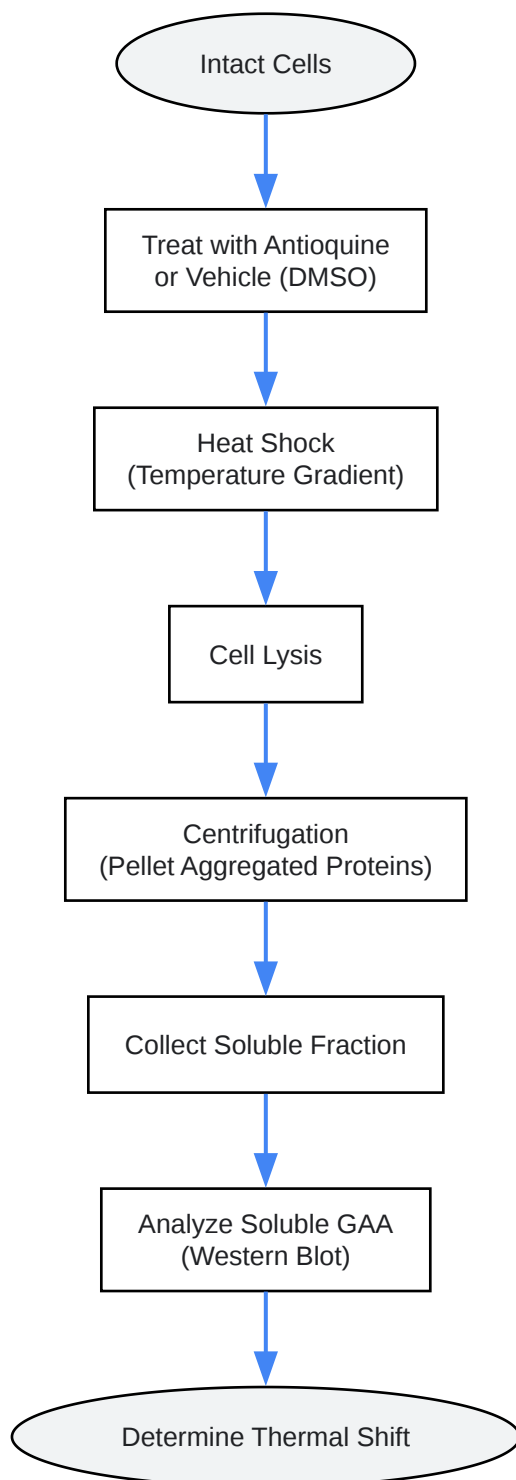 Intact Cells
Treat with Antioquine
or Vehicle (DMSO)
Heat Shock
(Temperature Gradient)
Cell Lysis
Centrifugation
(Pellet Aggregated Proteins)
Collect Soluble Fraction
Analyze Soluble GAA
(Western Blot)
Determine Thermal Shift